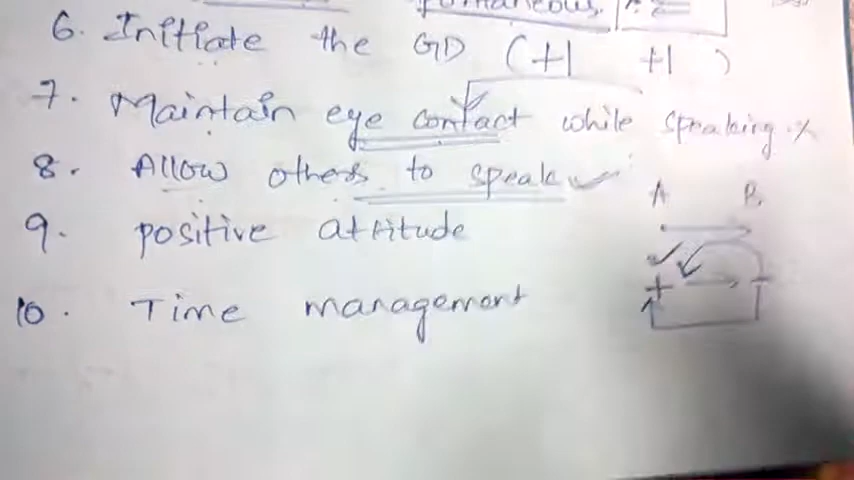 spontaneous.
6. Initiate the GD (+1 +1)
7. Maintain eye contact while speaking. x
8. Allow others to speak
A B
9. positive attitude
+ -
10. Time management